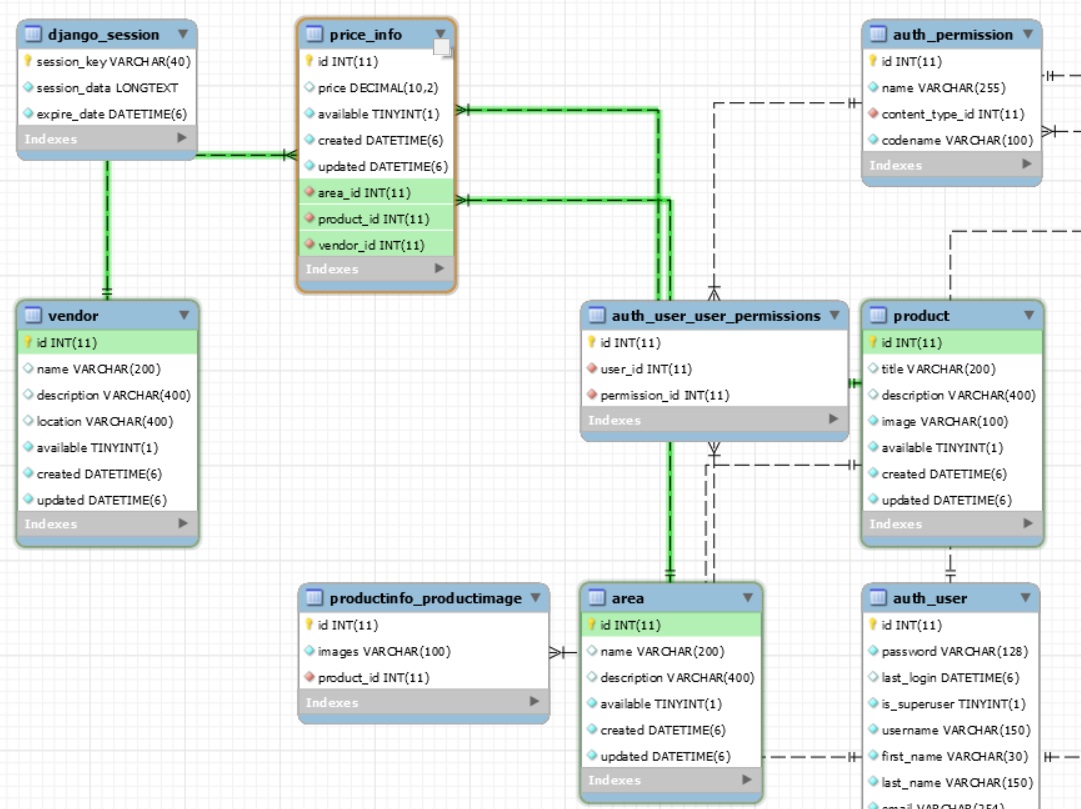 django_session
session_key VARCHAR(40)
session_data LONGTEXT
expire_date DATETIME(6)
Indexes
price_info
id INT(11)
price DECIMAL(10,2)
available TINYINT(1)
created DATETIME(6)
updated DATETIME(6)
area_id INT(11)
product_id INT(11)
vendor_id INT(11)
Indexes
auth_permission
id INT(11)
name VARCHAR(255)
content_type_id INT(11)
codename VARCHAR(100)
Indexes
vendor
id INT(11)
name VARCHAR(200)
description VARCHAR(400)
location VARCHAR(400)
available TINYINT(1)
created DATETIME(6)
updated DATETIME(6)
Indexes
auth_user_user_permissions
id INT(11)
user_id INT(11)
permission_id INT(11)
Indexes
product
id INT(11)
title VARCHAR(200)
description VARCHAR(400)
image VARCHAR(100)
available TINYINT(1)
created DATETIME(6)
updated DATETIME(6)
Indexes
productinfo_productimage
id INT(11)
images VARCHAR(100)
product_id INT(11)
Indexes
area
id INT(11)
name VARCHAR(200)
description VARCHAR(400)
available TINYINT(1)
created DATETIME(6)
updated DATETIME(6)
Indexes
auth_user
id INT(11)
password VARCHAR(128)
last_login DATETIME(6)
is_superuser TINYINT(1)
username VARCHAR(150)
first_name VARCHAR(30)
last_name VARCHAR(150)
email VARCHAR(254)